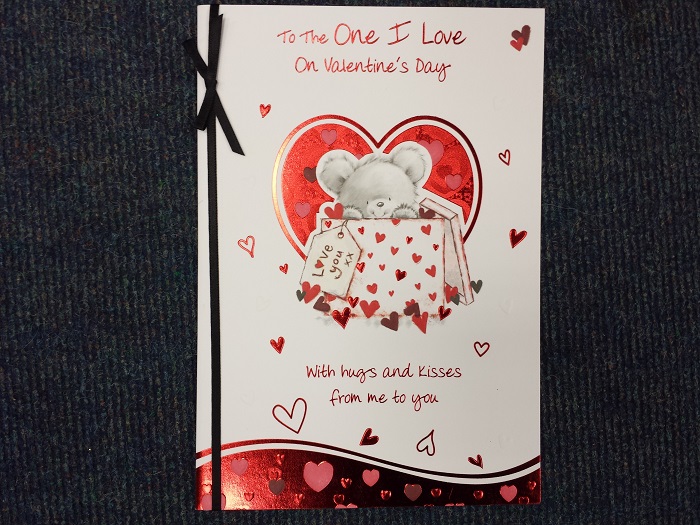 To The One I Love
On Valentine's Day
Love
you
xx
With hugs and kisses
from me to you